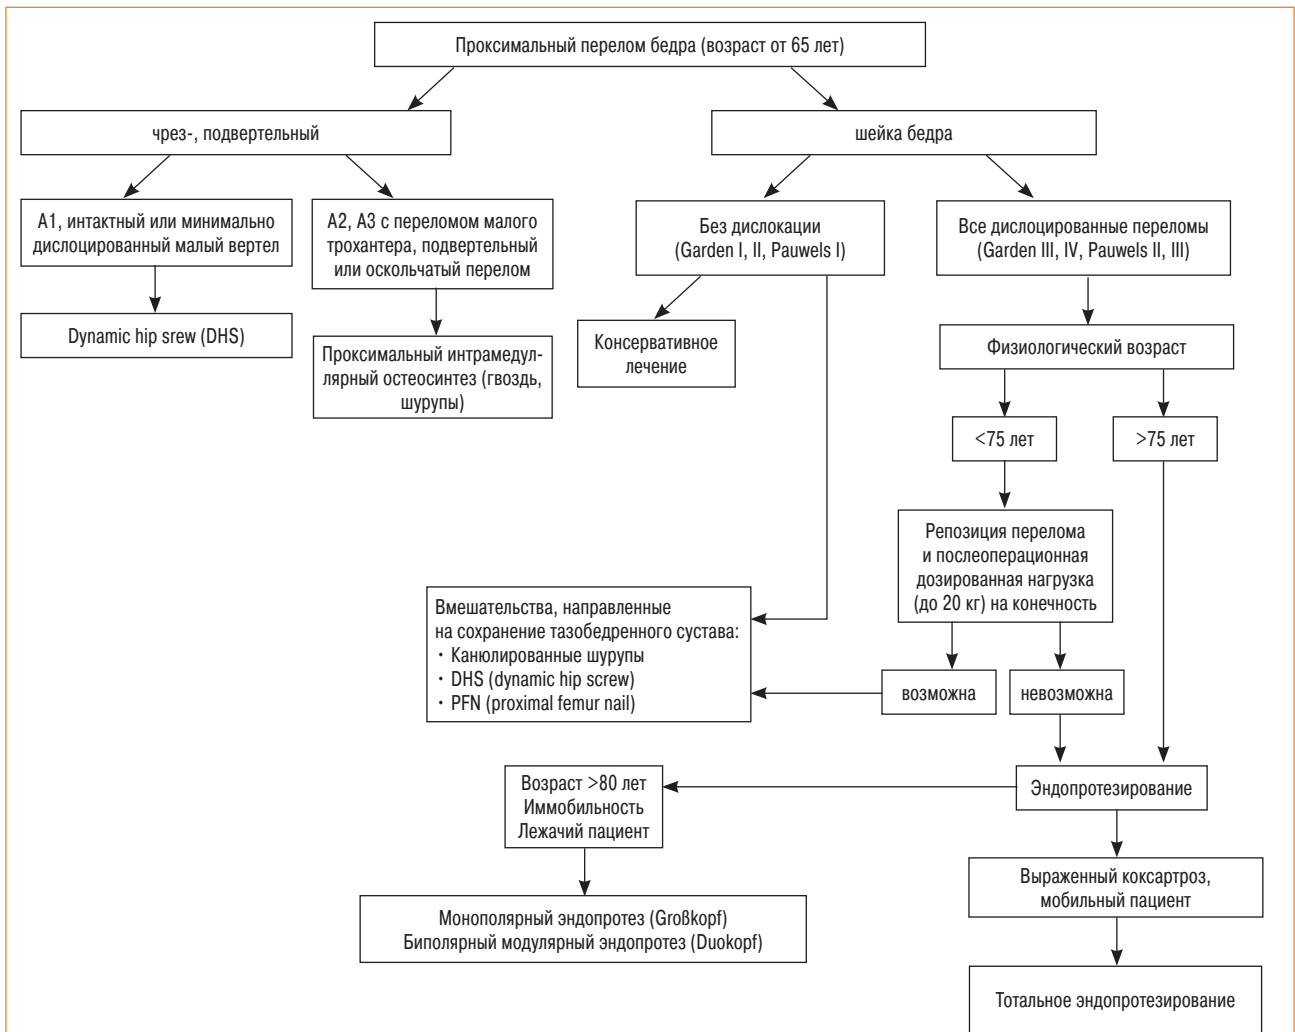 Проксимальный перелом бедра (возраст от 65 лет)
чрез-, подвертельный
шейка бедра
А1, интактный или минимально
дислоцированный малый вертел
А2, А3 с переломом малого
трохантера, подвертельный
или оскольчатый перелом
Без дислокации
(Garden I, II, Pauwels I)
Все дислоцированные переломы
(Garden III, IV, Pauwels II, III)
Dynamic hip srew (DHS)
Проксимальный интрамедул-
лярный остеосинтез (гвоздь,
шурупы)
Консервативное
лечение
Физиологический возраст
<75 лет
>75 лет
Репозиция перелома
и послеоперационная
дозированная нагрузка
(до 20 кг) на конечность
Вмешательства, направленные
на сохранение тазобедренного сустава:
· Канюлированные шурупы
· DHS (dynamic hip screw)
· PFN (proximal femur nail)
возможна
невозможна
Возраст >80 лет
Иммобильность
Лежачий пациент
Эндопротезирование
Монополярный эндопротез (Großkopf)
Биполярный модулярный эндопротез (Duokopf)
Выраженный коксартроз,
мобильный пациент
Тотальное эндопротезирование